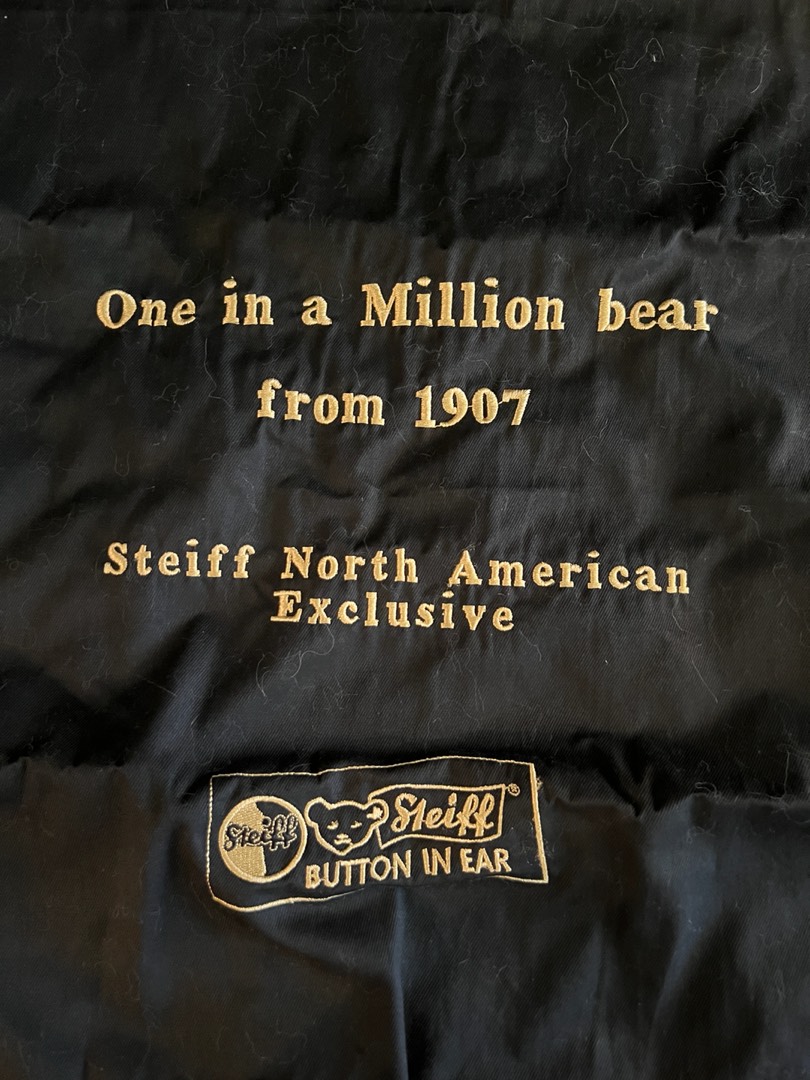 One in a Million bear
from 1907
Steiff North American
Exclusive
Steiff Steiff®
BUTTON IN EAR